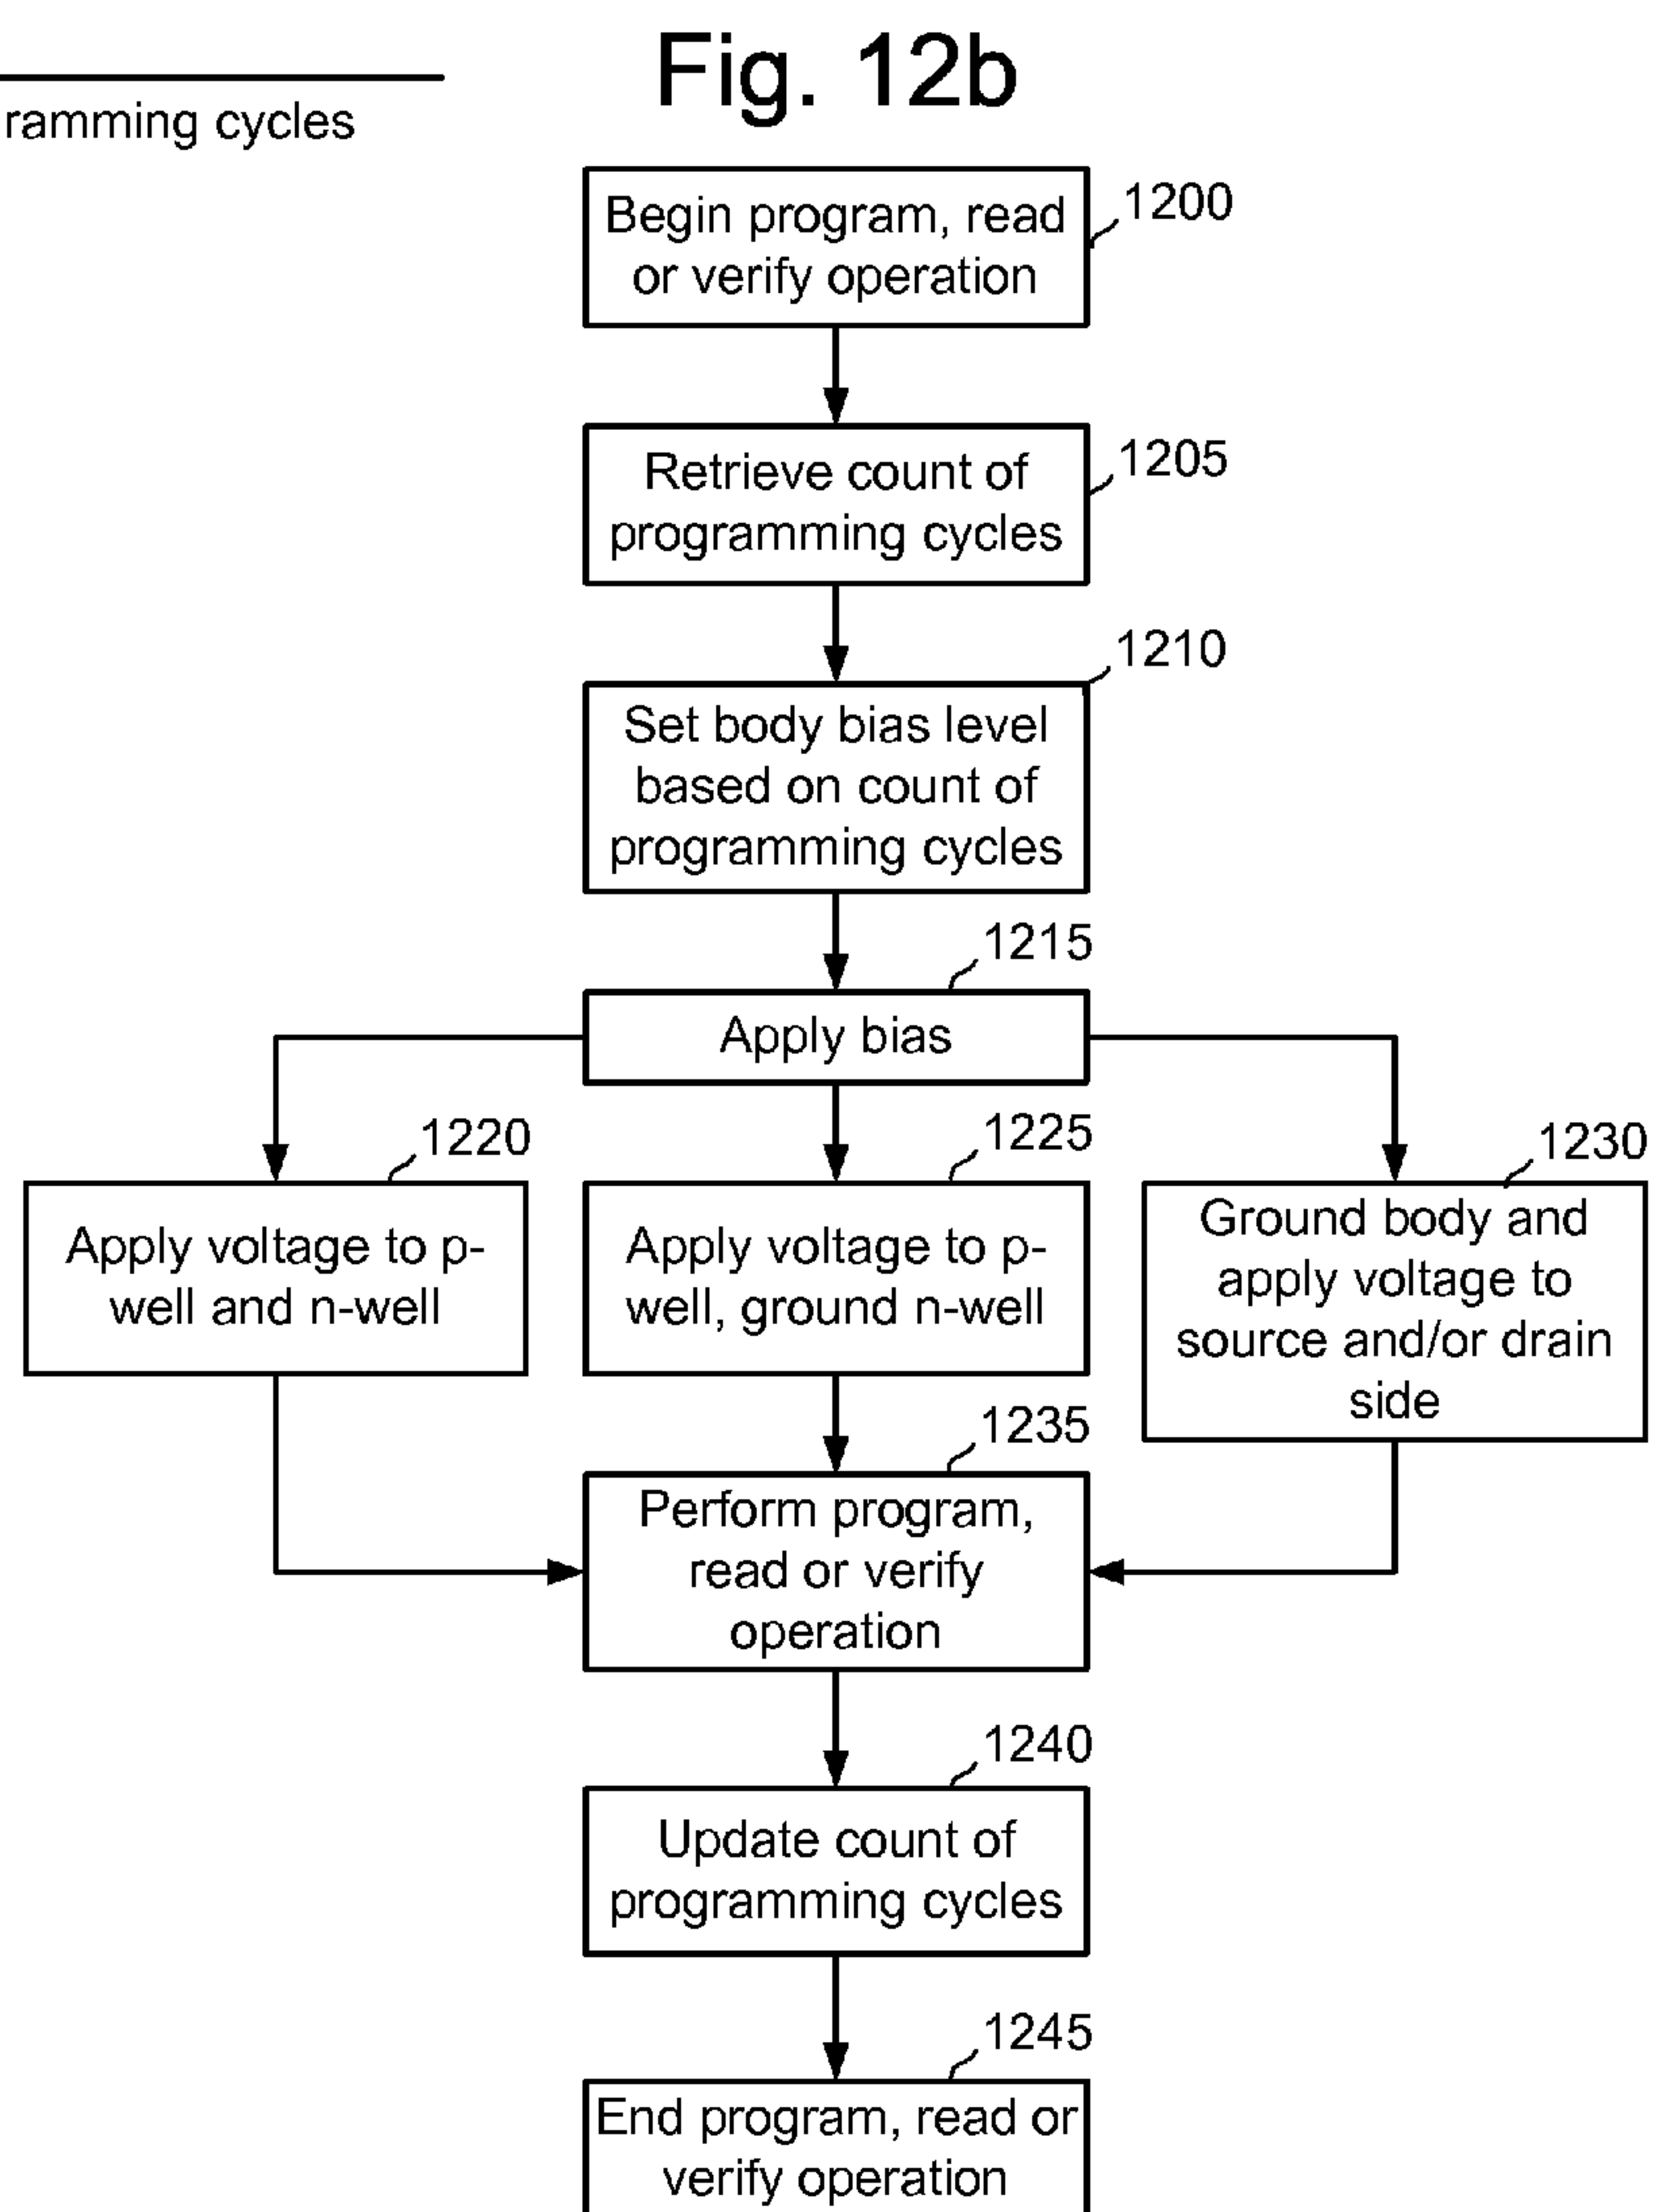 Fig. 12b
ramming cycles
Begin program, read
or verify operation
1200
Retrieve count of
programming cycles
1205
1210
Set body bias level
based on count of
programming cycles
1215
Apply bias
1220
1225
1230
Apply voltage to p-
well and n-well
Apply voltage to p-
well, ground n-well
Ground body and
apply voltage to
source and/or drain
side
1235
Perform program,
read or verify
operation
1240
Update count of
programming cycles
1245
End program, read or
verify operation